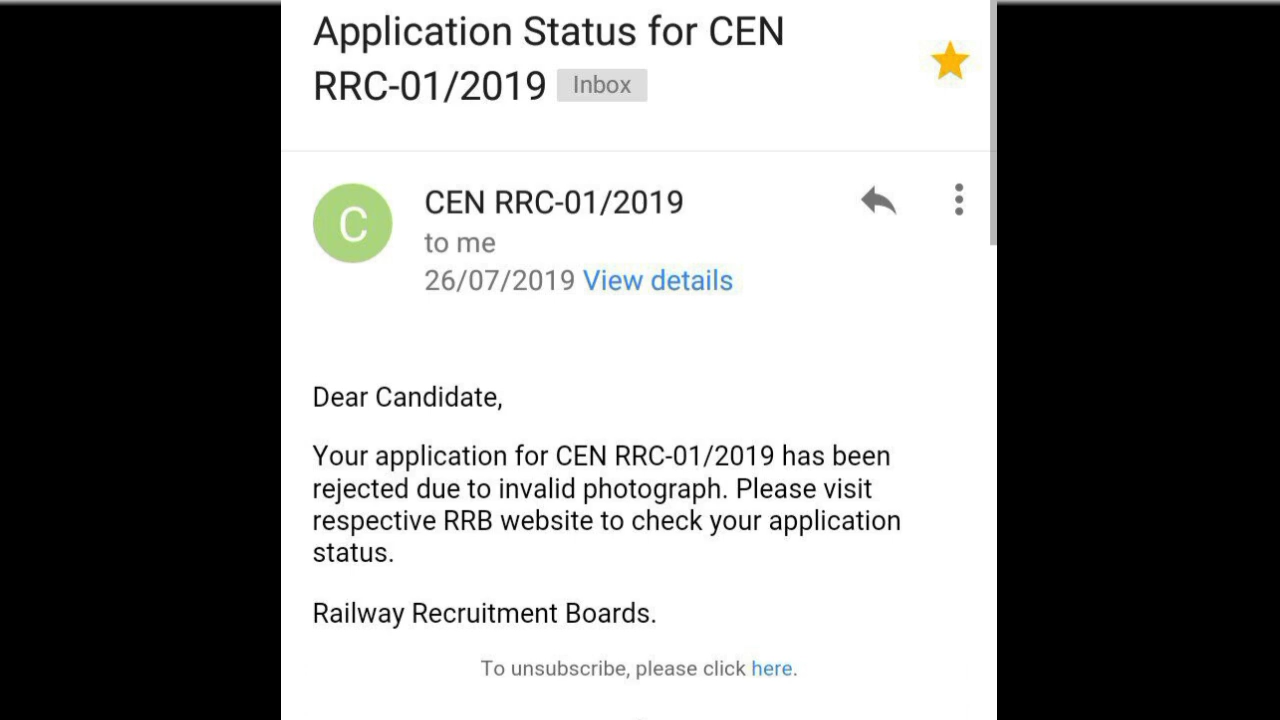 Application Status for CEN
RRC-01/2019 Inbox
C
CEN RRC-01/2019
to me
26/07/2019 View details
Dear Candidate,
Your application for CEN RRC-01/2019 has been
rejected due to invalid photograph. Please visit
respective RRB website to check your application
status.
Railway Recruitment Boards.
To unsubscribe, please click here.